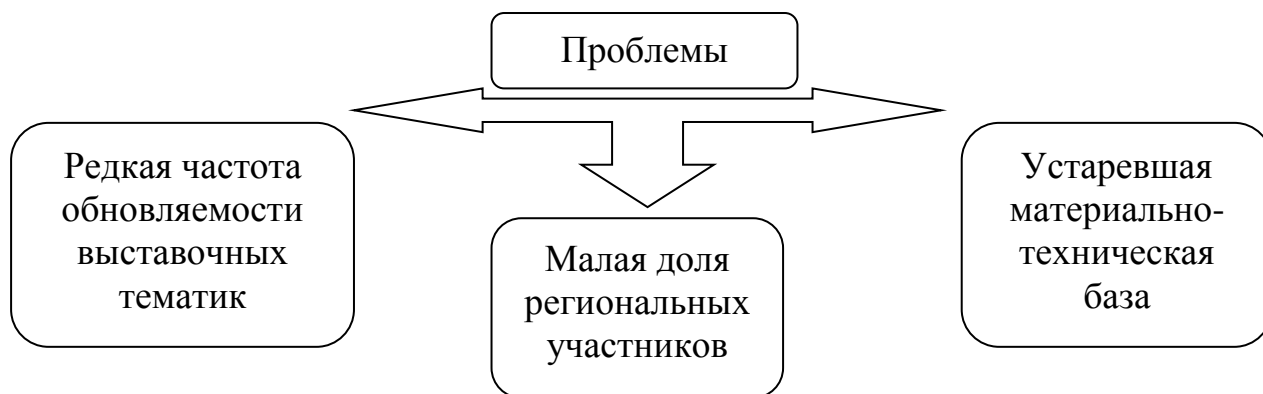 Проблемы
Редкая частота
обновляемости
выставочных
тематик
Малая доля
региональных
участников
Устаревшая
материально-
техническая
база